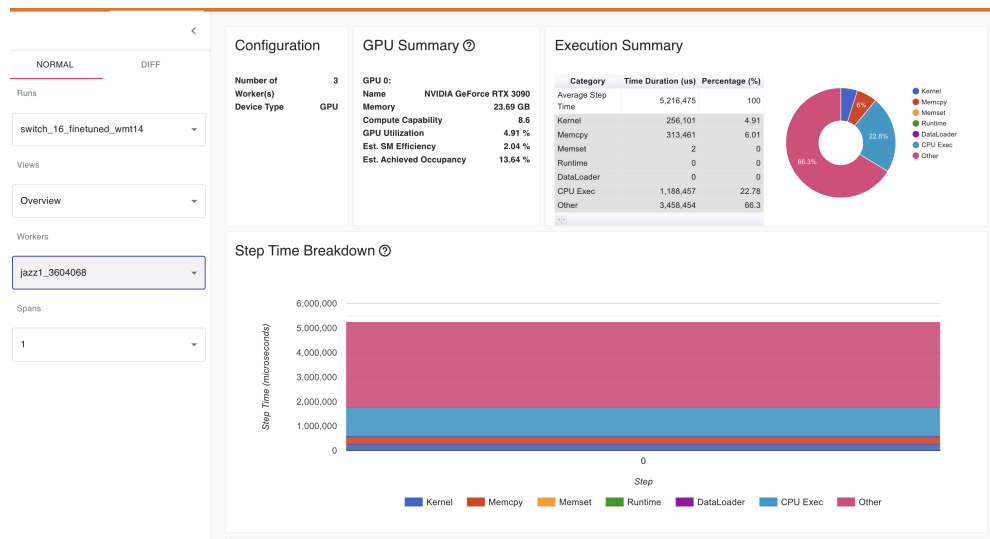 NORMAL DIFF
Runs
switch_16_finetuned_wmt14
Views
Overview
Workers
jazz1_3604068
Spans
1
Configuration
Number of Worker(s) 3
Device Type GPU
GPU Summary
GPU 0:
Name NVIDIA GeForce RTX 3090
Memory 23.69 GB
Compute Capability 8.6
GPU Utilization 4.91 %
Est. SM Efficiency 2.04 %
Est. Achieved Occupancy 13.64 %
Execution Summary
Category Time Duration (us) Percentage (%)
Average Step Time 5,216,475 100
Kernel 256,101 4.91
Memcpy 313,461 6.01
Memset 2 0
Runtime 0 0
DataLoader 0 0
CPU Exec 1,188,457 22.78
Other 3,458,454 66.3
6%
22.8%
66.3%
Kernel
Memcpy
Memset
Runtime
DataLoader
CPU Exec
Other
Step Time Breakdown
Step Time (microseconds)
6,000,000
5,000,000
4,000,000
3,000,000
2,000,000
1,000,000
0
0
Step
Kernel Memcpy Memset Runtime DataLoader CPU Exec Other